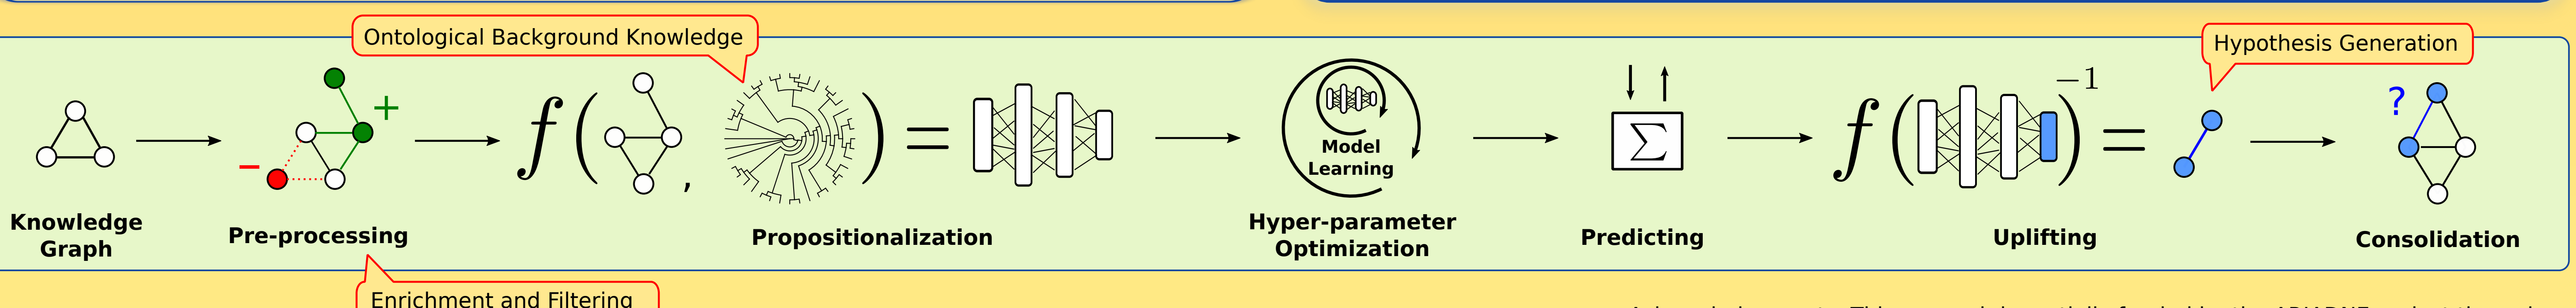 Ontological Background Knowledge
Hypothesis Generation
+
−
?
f ( , ) =
Model
Learning
Σ
f ( )−1 =
Knowledge
Graph
Pre-processing
Propositionalization
Hyper-parameter
Optimization
Predicting
Uplifting
Consolidation
Enrichment and Filtering